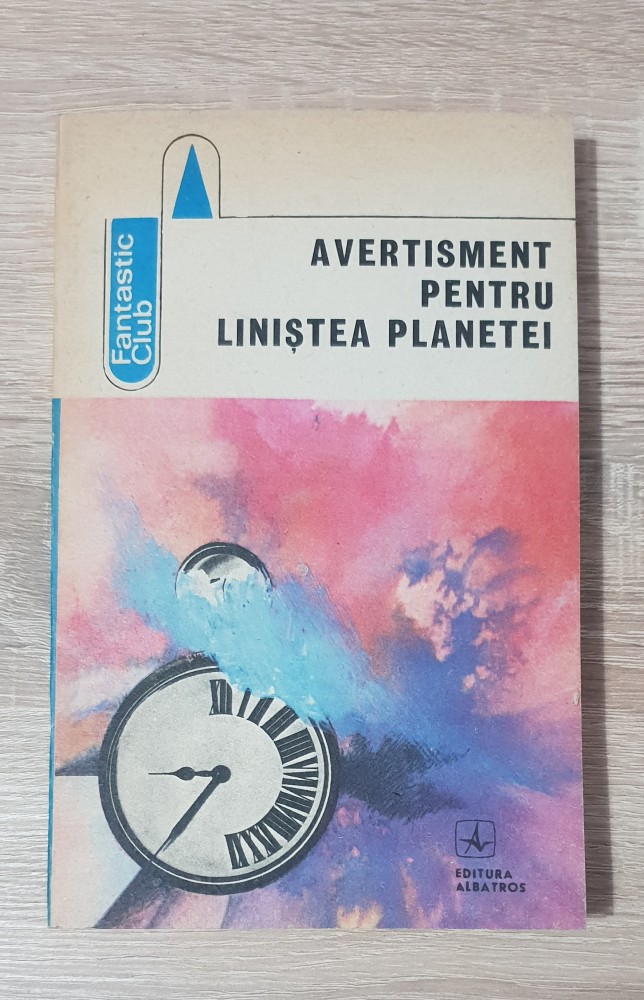 Fantastic
Club
AVERTISMENT
PENTRU
LINIȘTEA PLANETEI
EDITURA
ALBATROS